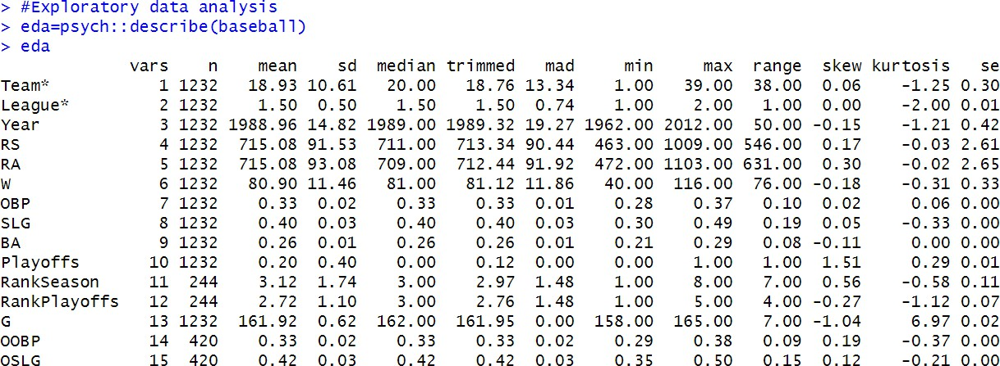 > #Exploratory data analysis
> eda=psych::describe(baseball)
> eda
vars n mean sd median trimmed mad min max range skew kurtosis se
Team* 1 1232 18.93 10.61 20.00 18.76 13.34 1.00 39.00 38.00 0.06 -1.25 0.30
League* 2 1232 1.50 0.50 1.50 1.50 0.74 1.00 2.00 1.00 0.00 -2.00 0.01
Year 3 1232 1988.96 14.82 1989.00 1989.32 19.27 1962.00 2012.00 50.00 -0.15 -1.21 0.42
RS 4 1232 715.08 91.53 711.00 713.34 90.44 463.00 1009.00 546.00 0.17 -0.03 2.61
RA 5 1232 715.08 93.08 709.00 712.44 91.92 472.00 1103.00 631.00 0.30 -0.02 2.65
W 6 1232 80.90 11.46 81.00 81.12 11.86 40.00 116.00 76.00 -0.18 -0.31 0.33
OBP 7 1232 0.33 0.02 0.33 0.33 0.01 0.28 0.37 0.10 0.02 0.06 0.00
SLG 8 1232 0.40 0.03 0.40 0.40 0.03 0.30 0.49 0.19 0.05 -0.33 0.00
BA 9 1232 0.26 0.01 0.26 0.26 0.01 0.21 0.29 0.08 -0.11 0.00 0.00
Playoffs 10 1232 0.20 0.40 0.00 0.12 0.00 0.00 1.00 1.00 1.51 0.29 0.01
RankSeason 11 244 3.12 1.74 3.00 2.97 1.48 1.00 8.00 7.00 0.56 -0.58 0.11
RankPlayoffs 12 244 2.72 1.10 3.00 2.76 1.48 1.00 5.00 4.00 -0.27 -1.12 0.07
G 13 1232 161.92 0.62 162.00 161.95 0.00 158.00 165.00 7.00 -1.04 6.97 0.02
OOBP 14 420 0.33 0.02 0.33 0.33 0.02 0.29 0.38 0.09 0.19 -0.37 0.00
OSLG 15 420 0.42 0.03 0.42 0.42 0.03 0.35 0.50 0.15 0.12 -0.21 0.00